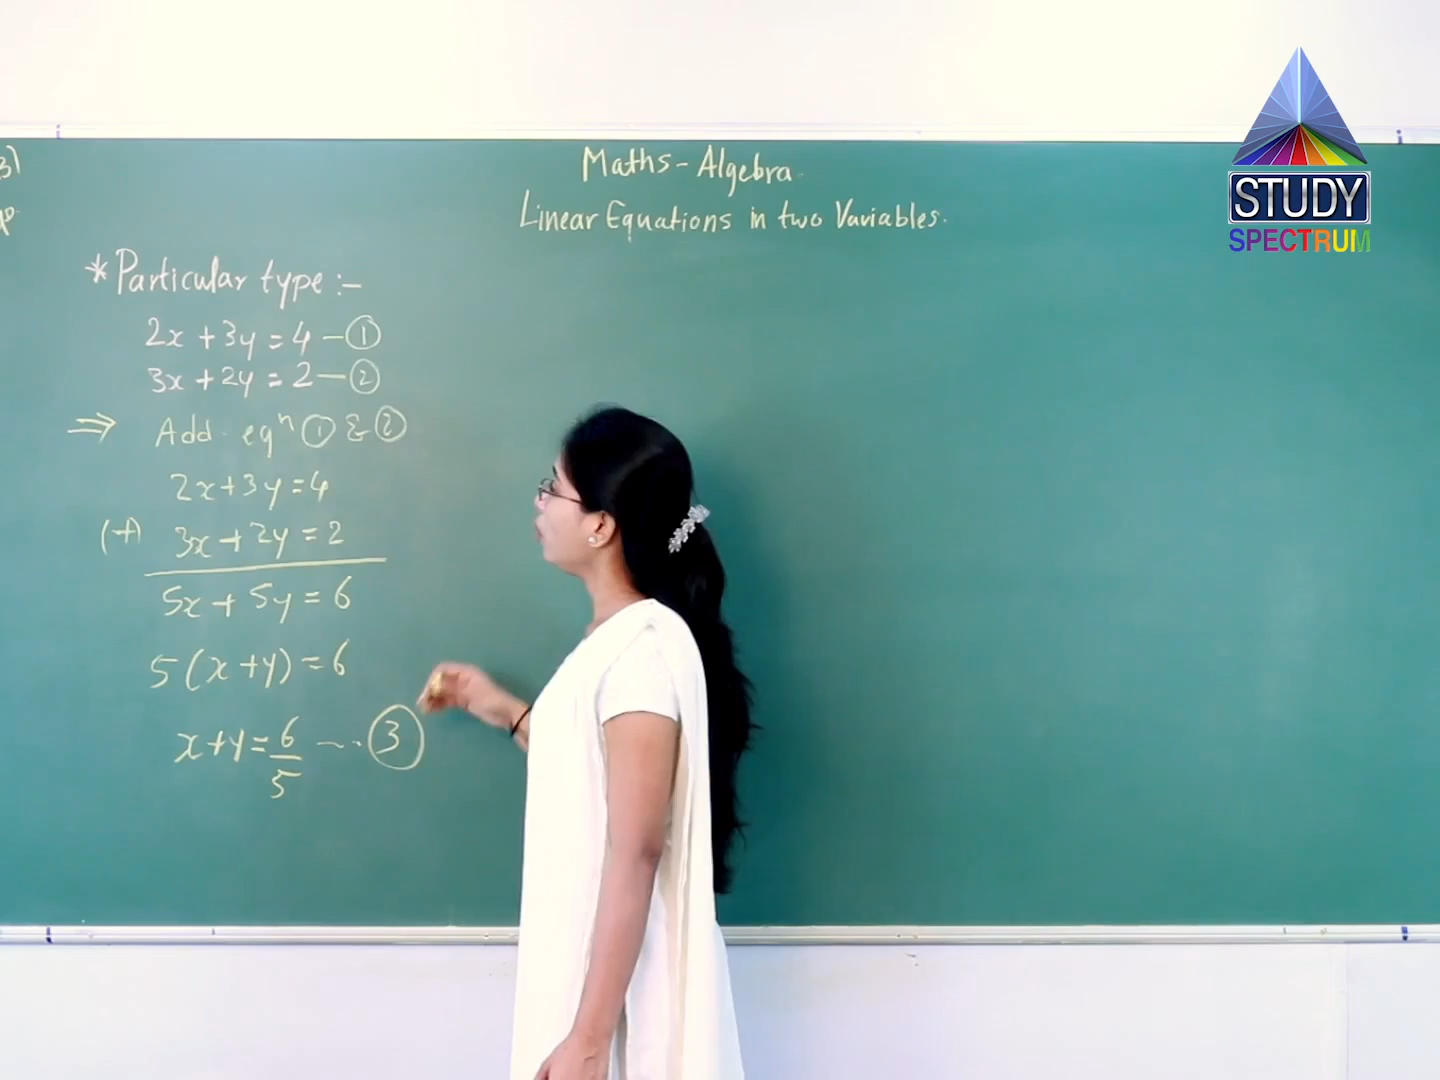 Maths - Algebra
Linear Equations in two Variables.
* Particular type :-
2x + 3y = 4 — ①
3x + 2y = 2 — ②
⇒ Add eqⁿ ① & ②
2x + 3y = 4
(+) 3x + 2y = 2
5x + 5y = 6
5 (x + y) = 6
x + y = 6/5 --- ③
STUDY
SPECTRUM